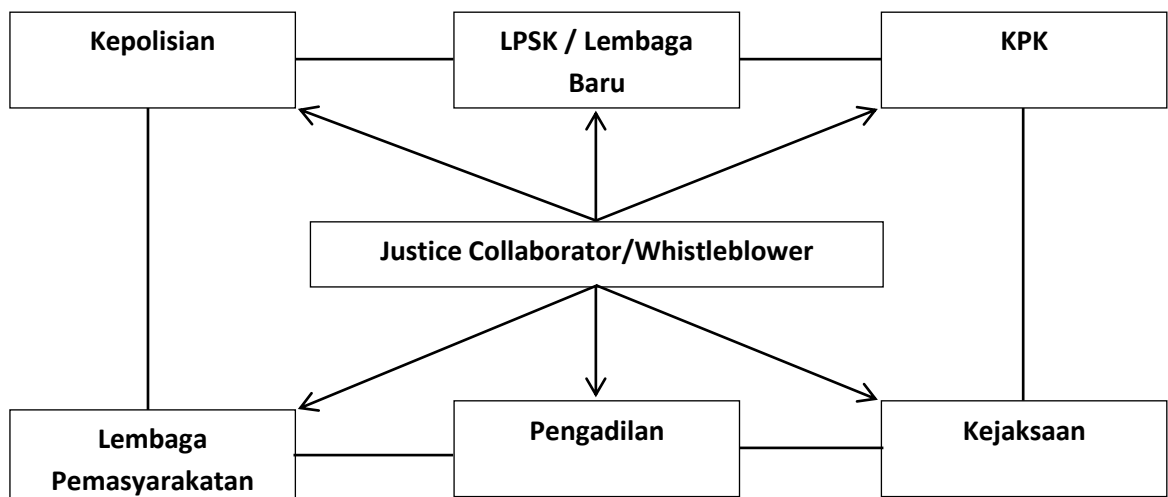 Kepolisian
LPSK / Lembaga
Baru
KPK
Justice Collaborator/Whistleblower
Lembaga
Pemasyarakatan
Pengadilan
Kejaksaan